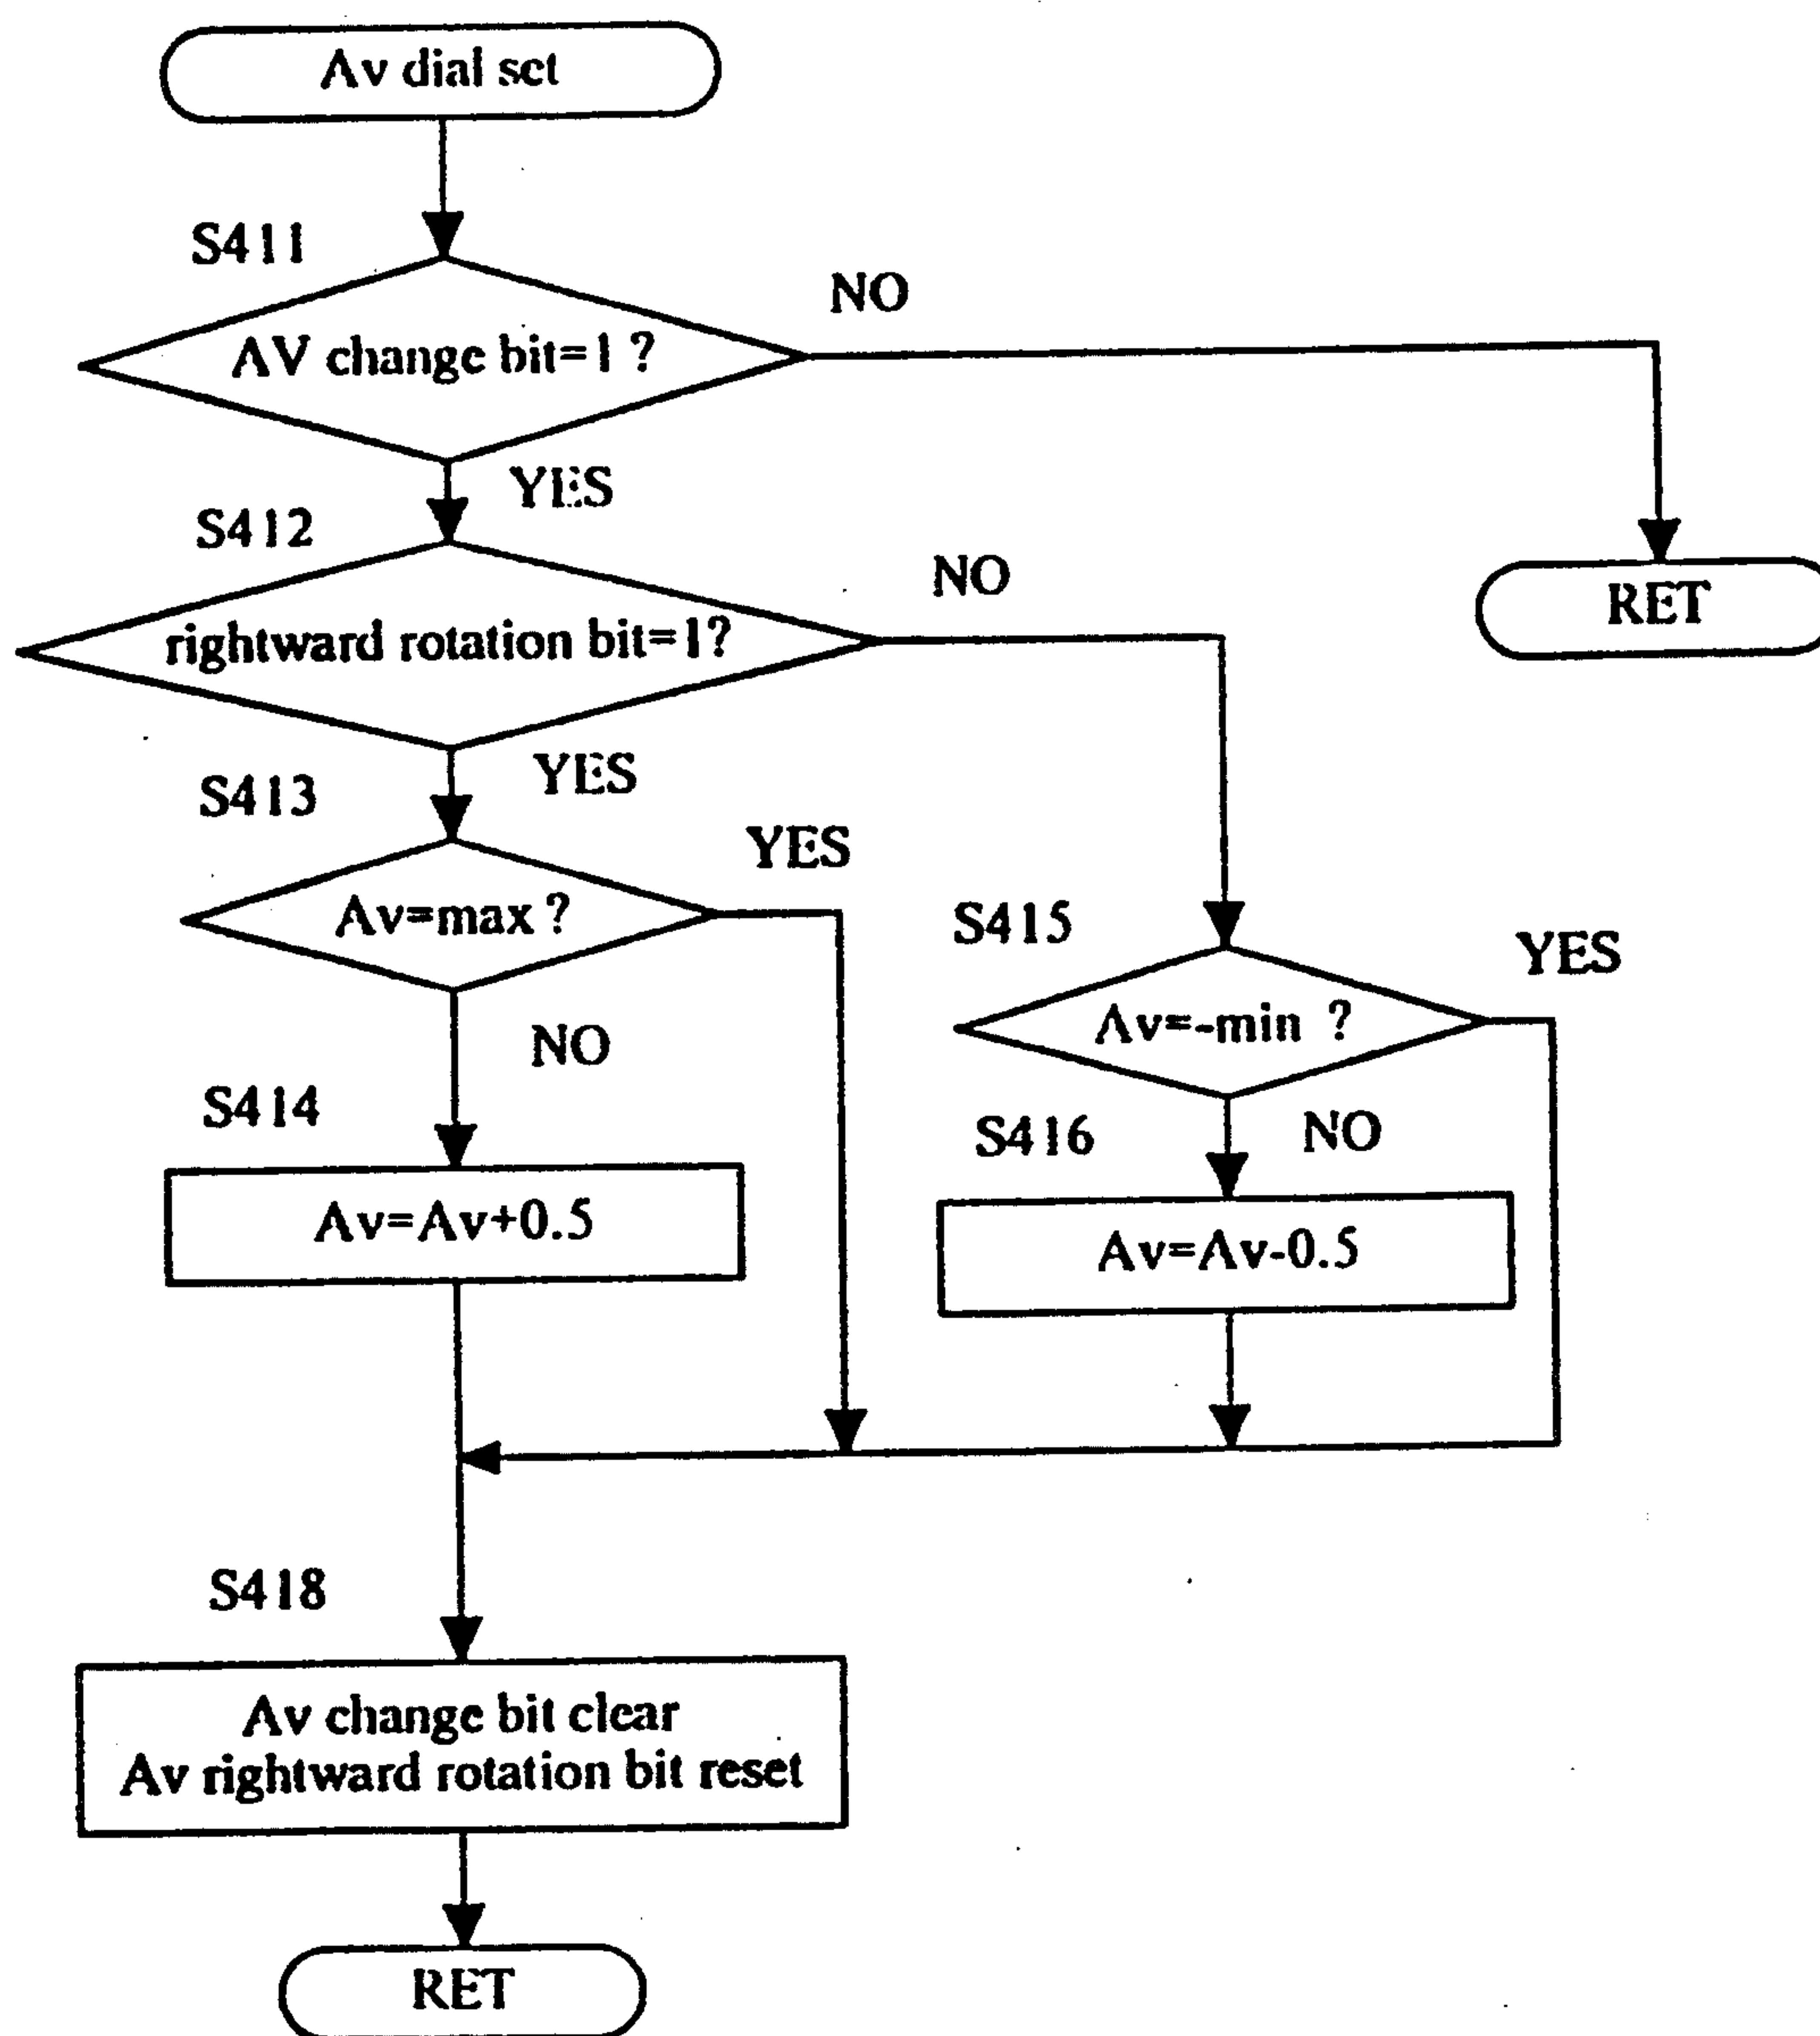 Av dial set
S411
AV change bit=1 ?
NO
YES
S412
rightward rotation bit=1?
NO
RET
YES
S413
Av=max ?
YES
S415
Av=-min ?
YES
NO
S414
Av=Av+0.5
S416
NO
Av=Av-0.5
S418
Av change bit clear
Av rightward rotation bit reset
RET